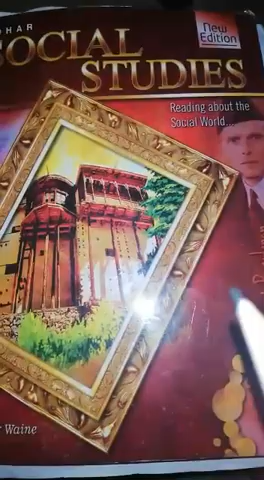 New
Edition
SOCIAL
STUDIES
Reading about the
Social World...
Waine